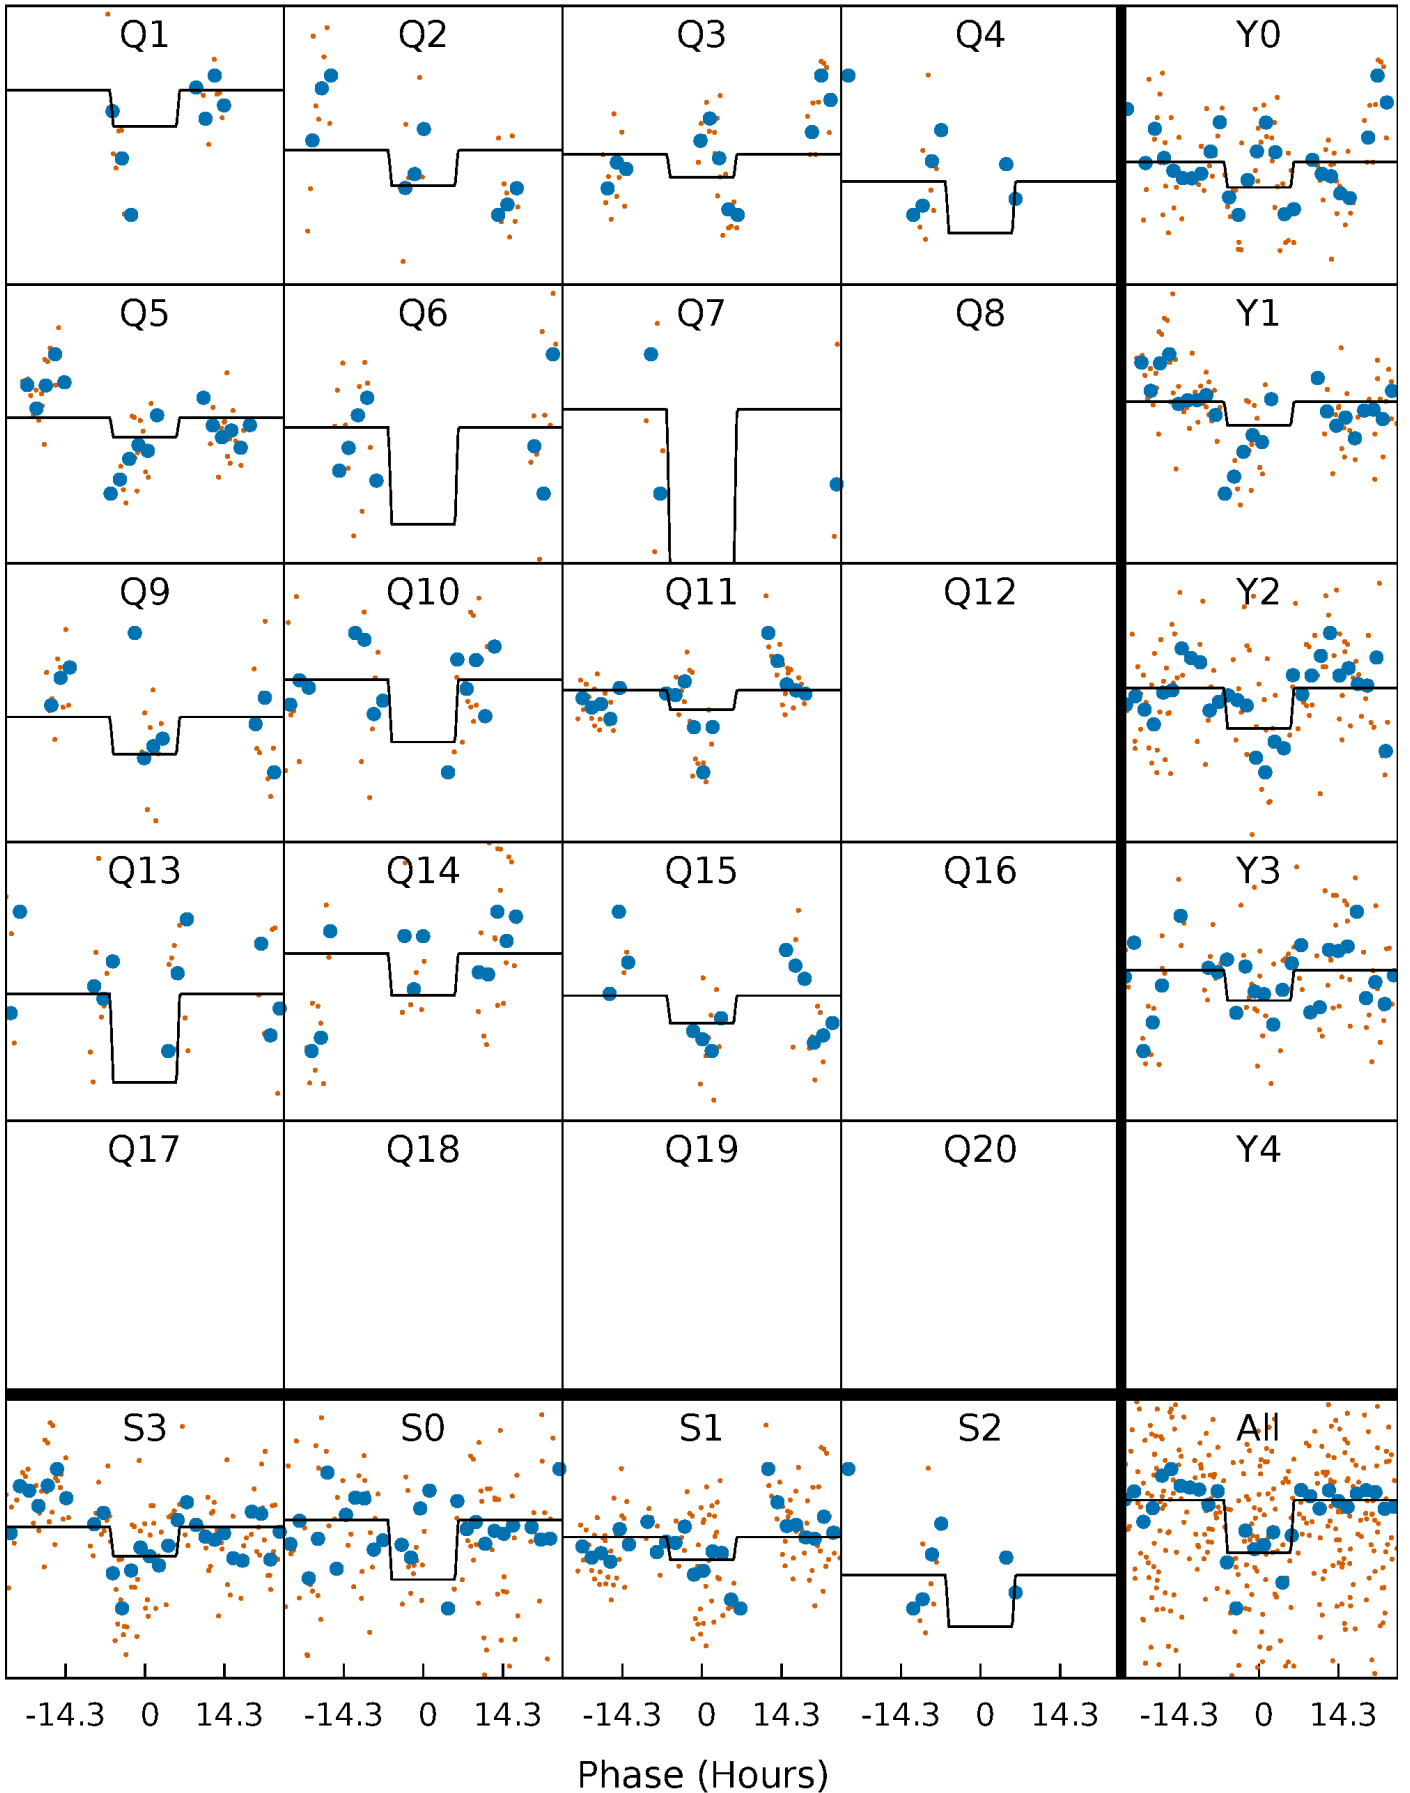 Q1 Q2 Q3 Q4 Y0
Q5 Q6 Q7 Q8 Y1
Q9 Q10 Q11 Q12 Y2
Q13 Q14 Q15 Q16 Y3
Q17 Q18 Q19 Q20 Y4
S3 S0 S1 S2 All
-14.3 0 14.3 -14.3 0 14.3 -14.3 0 14.3 -14.3 0 14.3 -14.3 0 14.3
Phase (Hours)